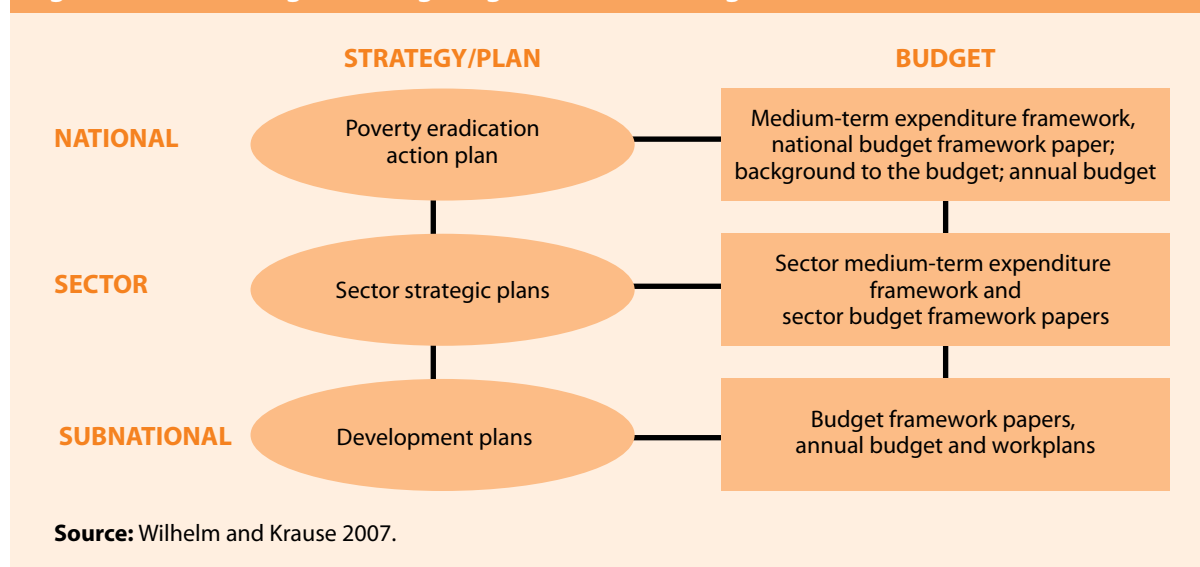 STRATEGY/PLAN
BUDGET
NATIONAL
Poverty eradication
action plan
Medium-term expenditure framework,
national budget framework paper;
background to the budget; annual budget
SECTOR
Sector strategic plans
Sector medium-term expenditure
framework and
sector budget framework papers
SUBNATIONAL
Development plans
Budget framework papers,
annual budget and workplans
Source: Wilhelm and Krause 2007.